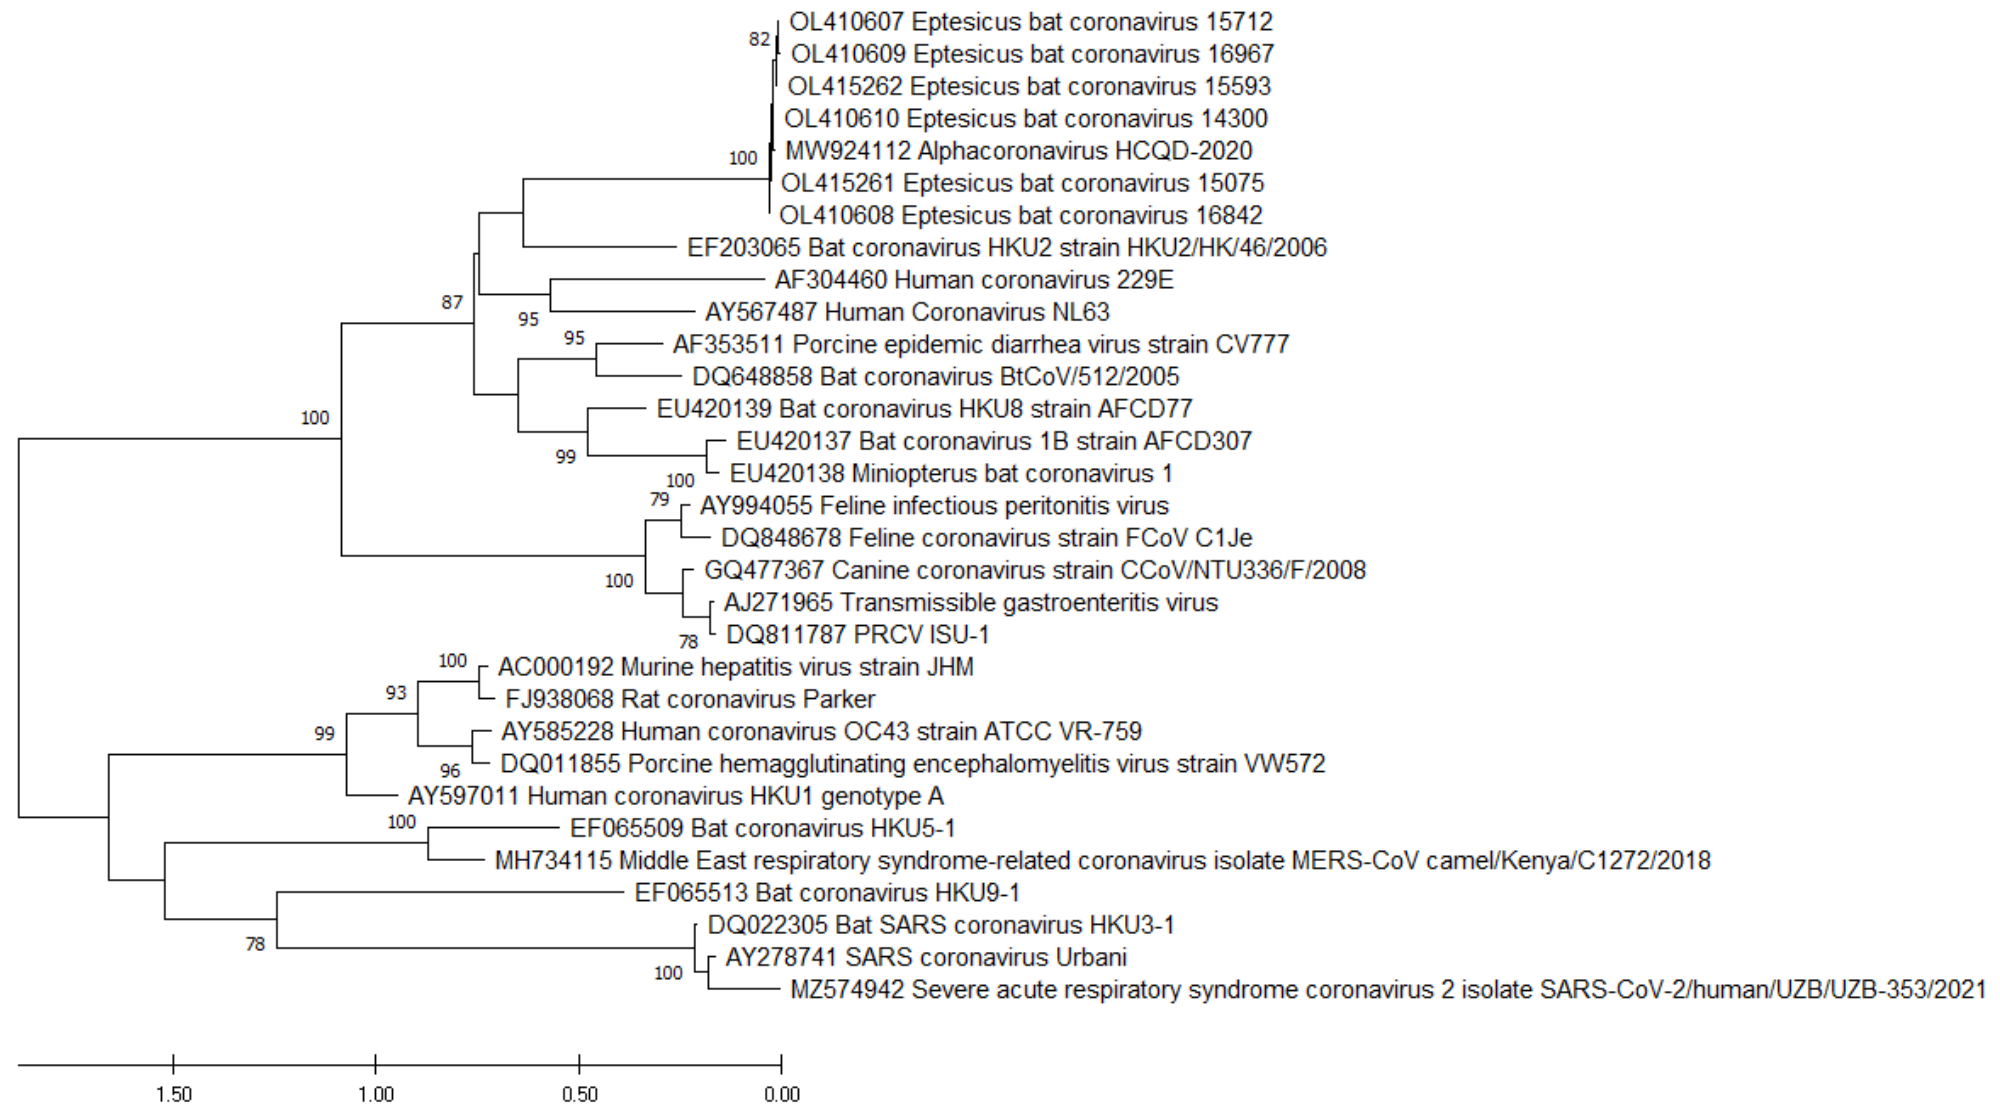 OL410607 Eptesicus bat coronavirus 15712
82
OL410609 Eptesicus bat coronavirus 16967
OL415262 Eptesicus bat coronavirus 15593
OL410610 Eptesicus bat coronavirus 14300
MW924112 Alphacoronavirus HCQD-2020
100
OL415261 Eptesicus bat coronavirus 15075
OL410608 Eptesicus bat coronavirus 16842
EF203065 Bat coronavirus HKU2 strain HKU2/HK/46/2006
AF304460 Human coronavirus 229E
87
AY567487 Human Coronavirus NL63
95
95
AF353511 Porcine epidemic diarrhea virus strain CV777
DQ648858 Bat coronavirus BtCoV/512/2005
EU420139 Bat coronavirus HKU8 strain AFCD77
100
EU420137 Bat coronavirus 1B strain AFCD307
99
EU420138 Miniopterus bat coronavirus 1
100
79
AY994055 Feline infectious peritonitis virus
DQ848678 Feline coronavirus strain FCoV C1Je
GQ477367 Canine coronavirus strain CCoV/NTU336/F/2008
100
AJ271965 Transmissible gastroenteritis virus
DQ811787 PRCV ISU-1
78
100
AC000192 Murine hepatitis virus strain JHM
93
FJ938068 Rat coronavirus Parker
99
AY585228 Human coronavirus OC43 strain ATCC VR-759
DQ011855 Porcine hemagglutinating encephalomyelitis virus strain VW572
96
AY597011 Human coronavirus HKU1 genotype A
100
EF065509 Bat coronavirus HKU5-1
MH734115 Middle East respiratory syndrome-related coronavirus isolate MERS-CoV camel/Kenya/C1272/2018
EF065513 Bat coronavirus HKU9-1
DQ022305 Bat SARS coronavirus HKU3-1
78
AY278741 SARS coronavirus Urbani
100
MZ574942 Severe acute respiratory syndrome coronavirus 2 isolate SARS-CoV-2/human/UZB/UZB-353/2021
1.50 1.00 0.50 0.00